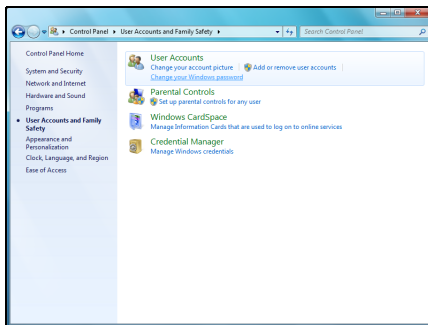 Control Panel ▸ User Accounts and Family Safety ▸
Search Control Panel
Control Panel Home
System and Security
Network and Internet
Hardware and Sound
Programs
User Accounts and Family
Safety
Appearance and
Personalization
Clock, Language, and Region
Ease of Access
User Accounts
Change your account picture | Add or remove user accounts |
Change your Windows password
Parental Controls
Set up parental controls for any user
Windows CardSpace
Manage Information Cards that are used to log on to online services
Credential Manager
Manage Windows credentials